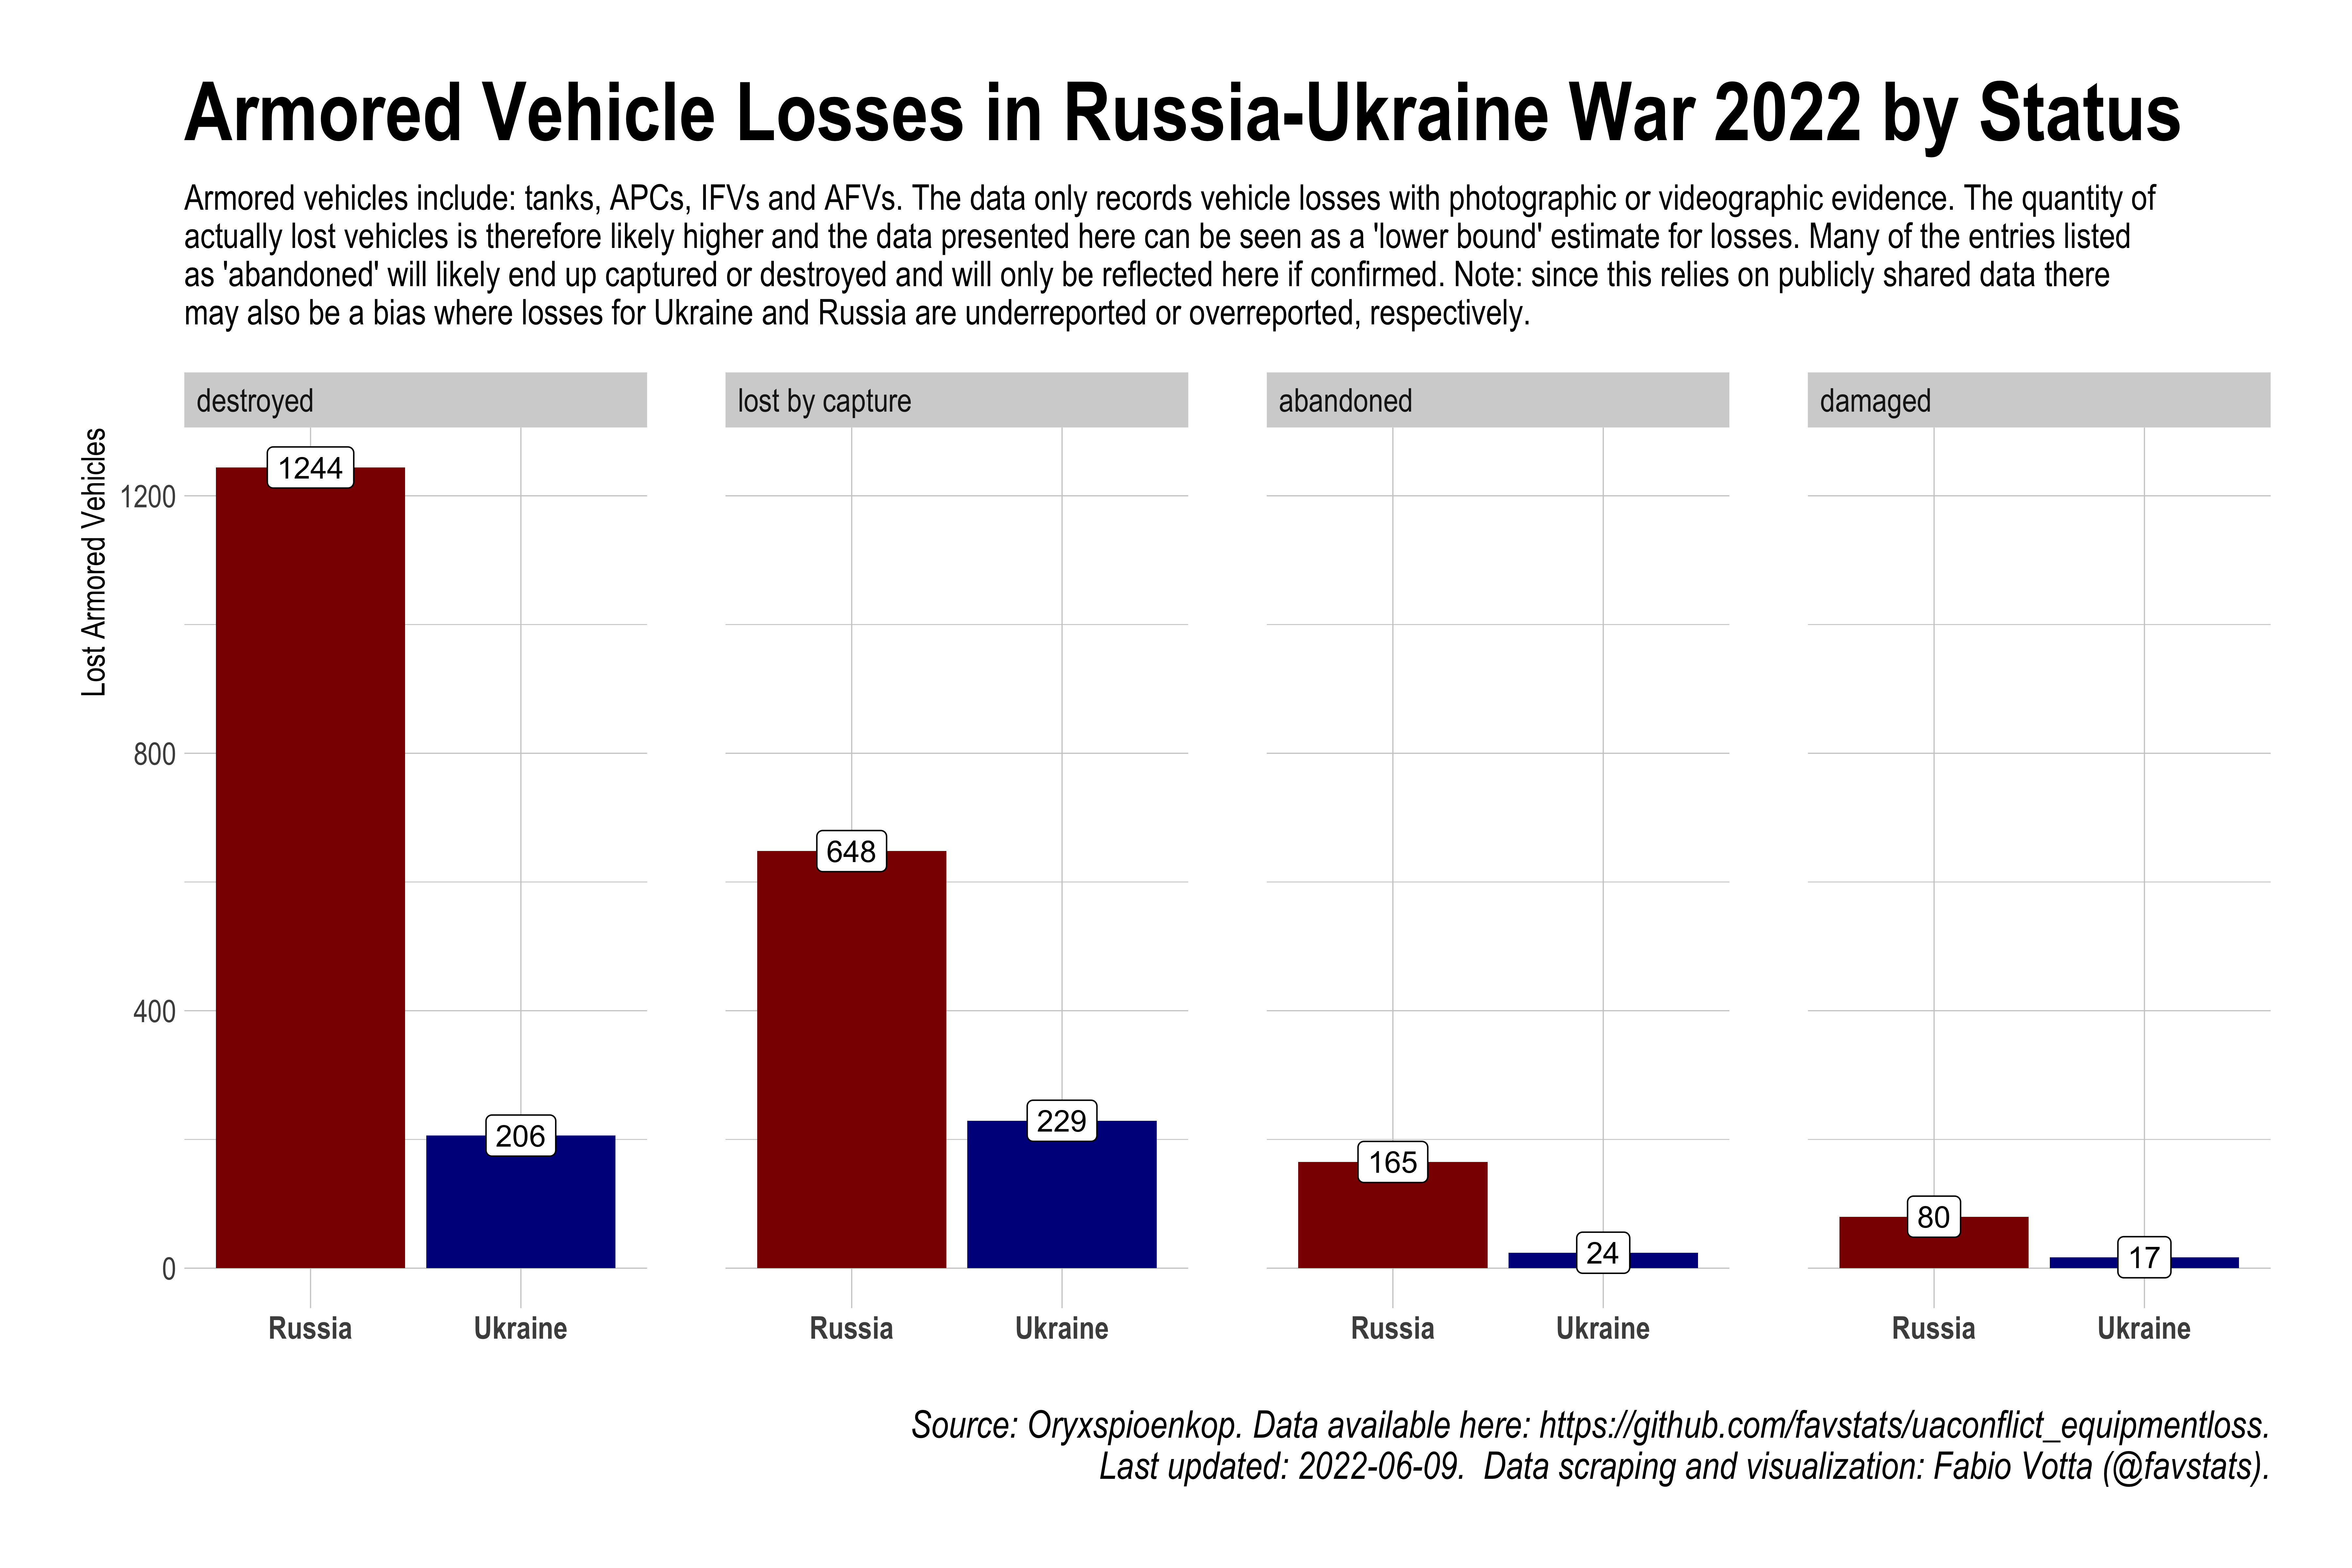 Armored Vehicle Losses in Russia-Ukraine War 2022 by Status
Armored vehicles include: tanks, APCs, IFVs and AFVs. The data only records vehicle losses with photographic or videographic evidence. The quantity of
actually lost vehicles is therefore likely higher and the data presented here can be seen as a 'lower bound' estimate for losses. Many of the entries listed
as 'abandoned' will likely end up captured or destroyed and will only be reflected here if confirmed. Note: since this relies on publicly shared data there
may also be a bias where losses for Ukraine and Russia are underreported or overreported, respectively.
destroyed
lost by capture
abandoned
damaged
Lost Armored Vehicles
1200
800
400
0
1244
206
648
229
165
24
80
17
Russia
Ukraine
Russia
Ukraine
Russia
Ukraine
Russia
Ukraine
Source: Oryxspioenkop. Data available here: https://github.com/favstats/uaconflict_equipmentloss.
Last updated: 2022-06-09.  Data scraping and visualization: Fabio Votta (@favstats).